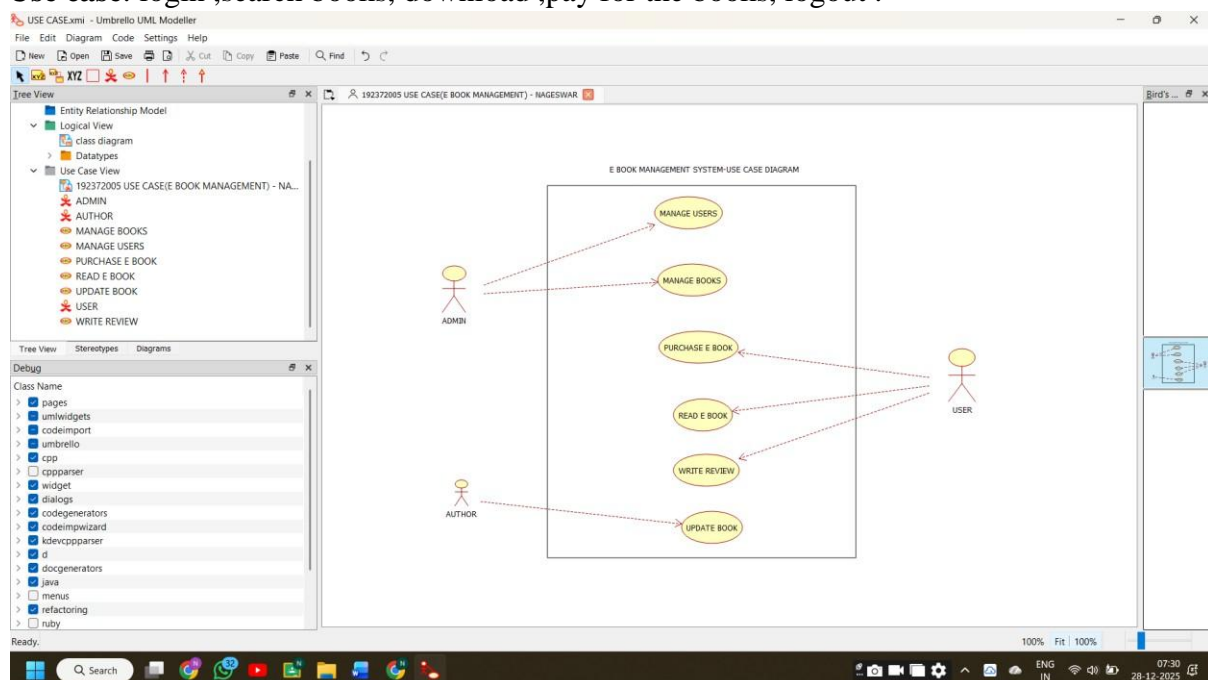 Use case: login ,search books, download ,pay for the books, logout .
USE CASE.xmi - Umbrello UML Modeller
File Edit Diagram Code Settings Help
New Open Save Cut Copy Paste Find
XYZ
Tree View
192372005 USE CASE(E BOOK MANAGEMENT) - NAGESWAR
Bird's ...
Entity Relationship Model
Logical View
class diagram
Datatypes
Use Case View
192372005 USE CASE(E BOOK MANAGEMENT) - NA...
ADMIN
AUTHOR
MANAGE BOOKS
MANAGE USERS
PURCHASE E BOOK
READ E BOOK
UPDATE BOOK
USER
WRITE REVIEW
Tree View Stereotypes Diagrams
Debug
Class Name
pages
umlwidgets
codeimport
umbrello
cpp
cppparser
widget
dialogs
codegenerators
codeimpwizard
kdevcppparser
d
docgenerators
java
menus
refactoring
ruby
E BOOK MANAGEMENT SYSTEM-USE CASE DIAGRAM
MANAGE USERS
MANAGE BOOKS
ADMIN
PURCHASE E BOOK
READ E BOOK
USER
WRITE REVIEW
AUTHOR
UPDATE BOOK
Ready.
100% Fit 100%
Search
33
ENG
IN
07:30
28-12-2025